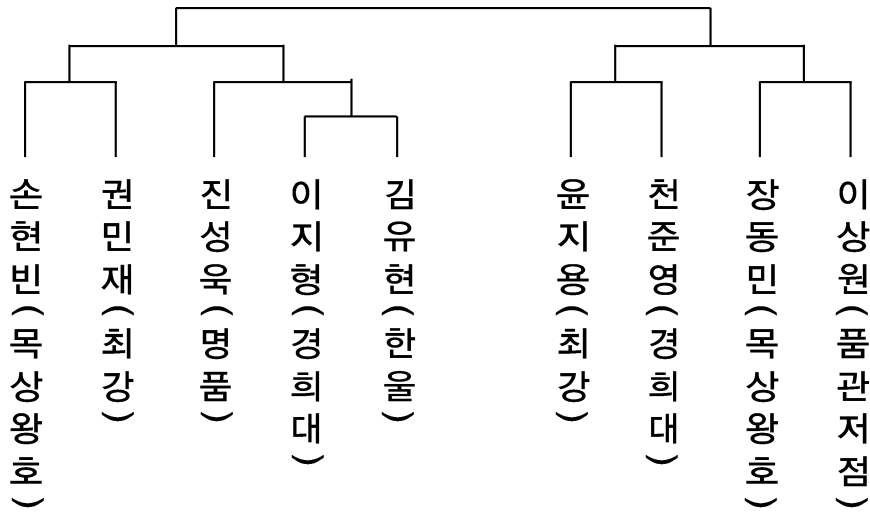 손현빈(목상왕호)
권민재(최강)
진성욱(명품)
이지형(경희대)
김유현(한울)
윤지용(최강)
천준영(경희대)
장동민(목상왕호)
이상원(품관저점)